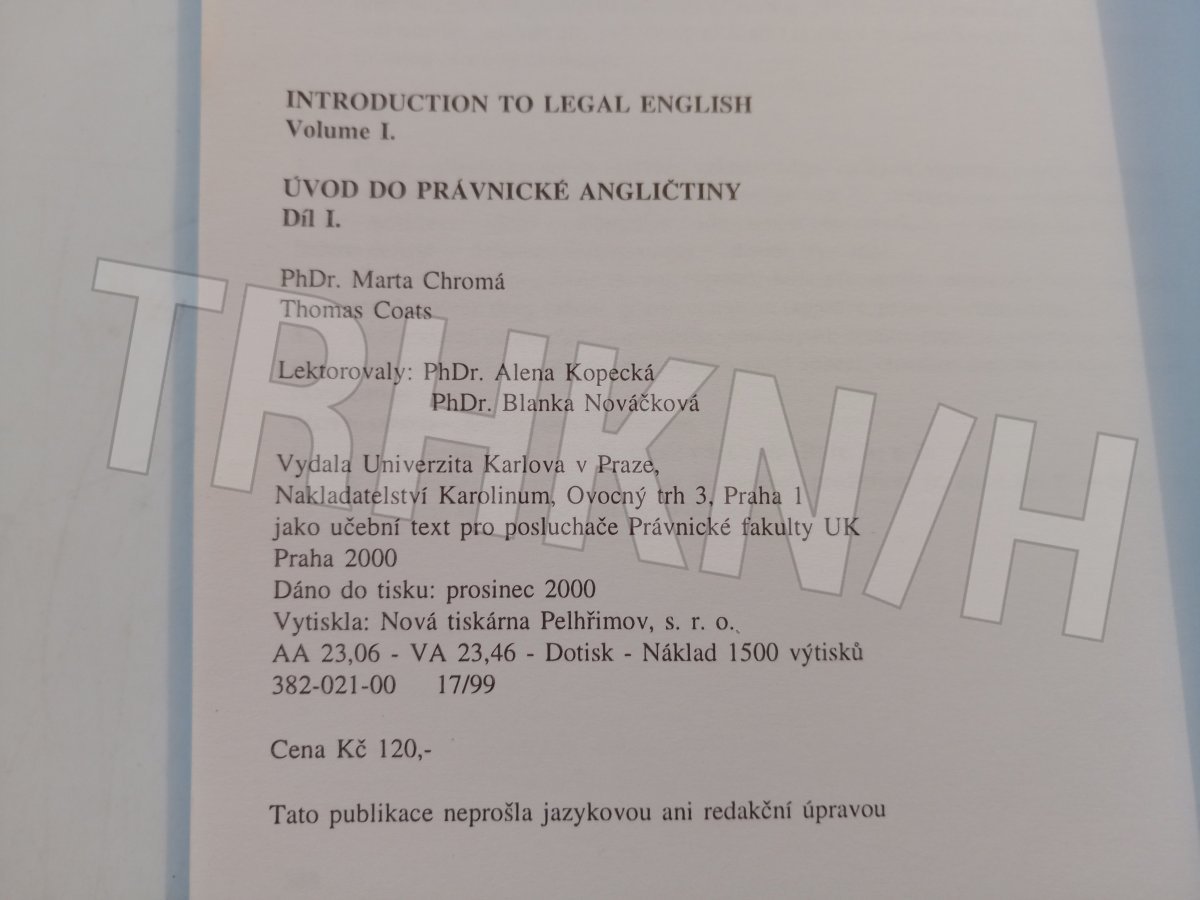 INTRODUCTION TO LEGAL ENGLISH
Volume I.
ÚVOD DO PRÁVNICKÉ ANGLIČTINY
Díl I.
PhDr. Marta Chromá
Thomas Coats
Lektorovaly: PhDr. Alena Kopecká
PhDr. Blanka Nováčková
Vydala Univerzita Karlova v Praze,
Nakladatelství Karolinum, Ovocný trh 3, Praha 1
jako učební text pro posluchače Právnické fakulty UK
Praha 2000
Dáno do tisku: prosinec 2000
Vytiskla: Nová tiskárna Pelhřimov, s. r. o.
AA 23,06 - VA 23,46 - Dotisk - Náklad 1500 výtisků
382-021-00 17/99
Cena Kč 120,-
Tato publikace neprošla jazykovou ani redakční úpravou
TRHKN/H